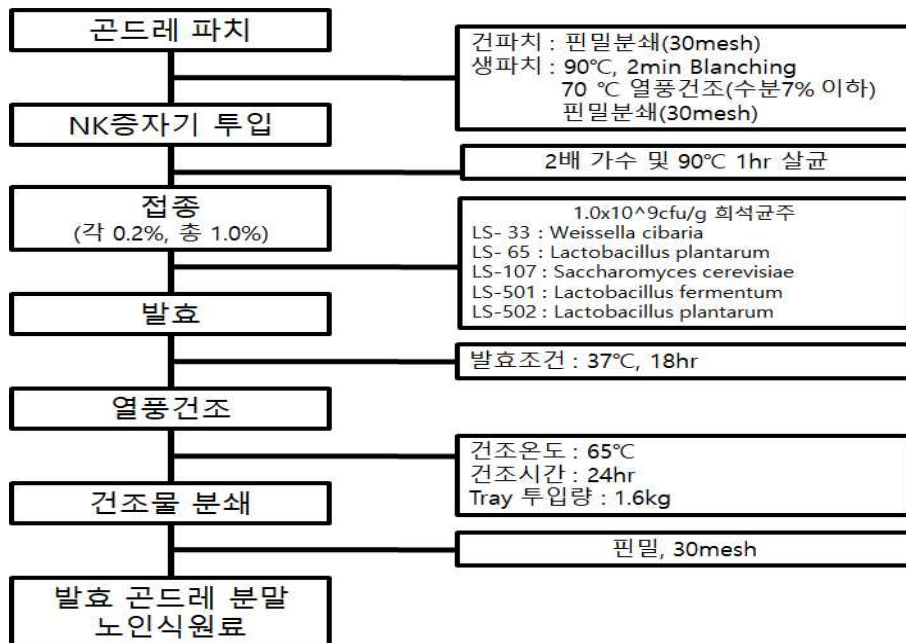 곤드레 파치
건파치 : 핀밀분쇄(30mesh)
생파치 : 90℃, 2min Blanching
70 ℃ 열풍건조(수분7% 이하)
핀밀분쇄(30mesh)
NK증자기 투입
2배 가수 및 90℃ 1hr 살균
접종
(각 0.2%, 총 1.0%)
1.0x10^9cfu/g 희석균주
LS- 33 : Weissella cibaria
LS- 65 : Lactobacillus plantarum
LS-107 : Saccharomyces cerevisiae
LS-501 : Lactobacillus fermentum
LS-502 : Lactobacillus plantarum
발효
발효조건 : 37℃, 18hr
열풍건조
건조온도 : 65℃
건조시간 : 24hr
Tray 투입량 : 1.6kg
건조물 분쇄
핀밀, 30mesh
발효 곤드레 분말
노인식원료